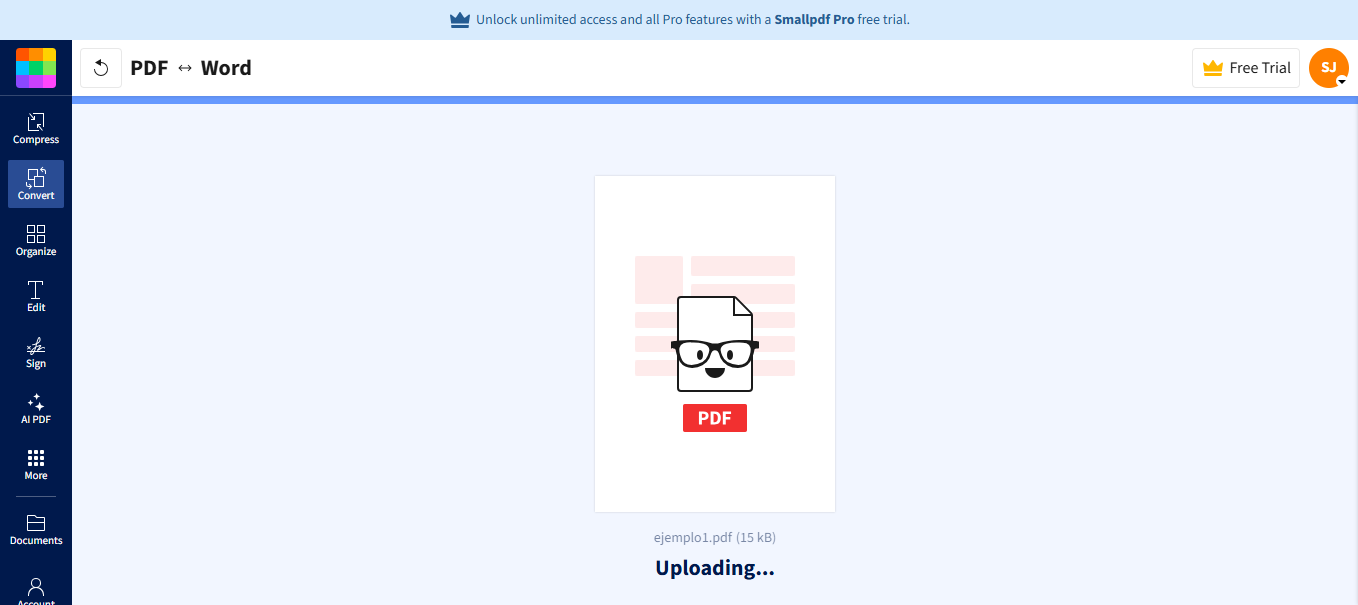 Unlock unlimited access and all Pro features with a Smallpdf Pro free trial.
PDF ↔ Word
Free Trial
SJ
Compress
Convert
Organize
Edit
Sign
AI PDF
More
Documents
Account
PDF
ejemplo1.pdf (15 kB)
Uploading...